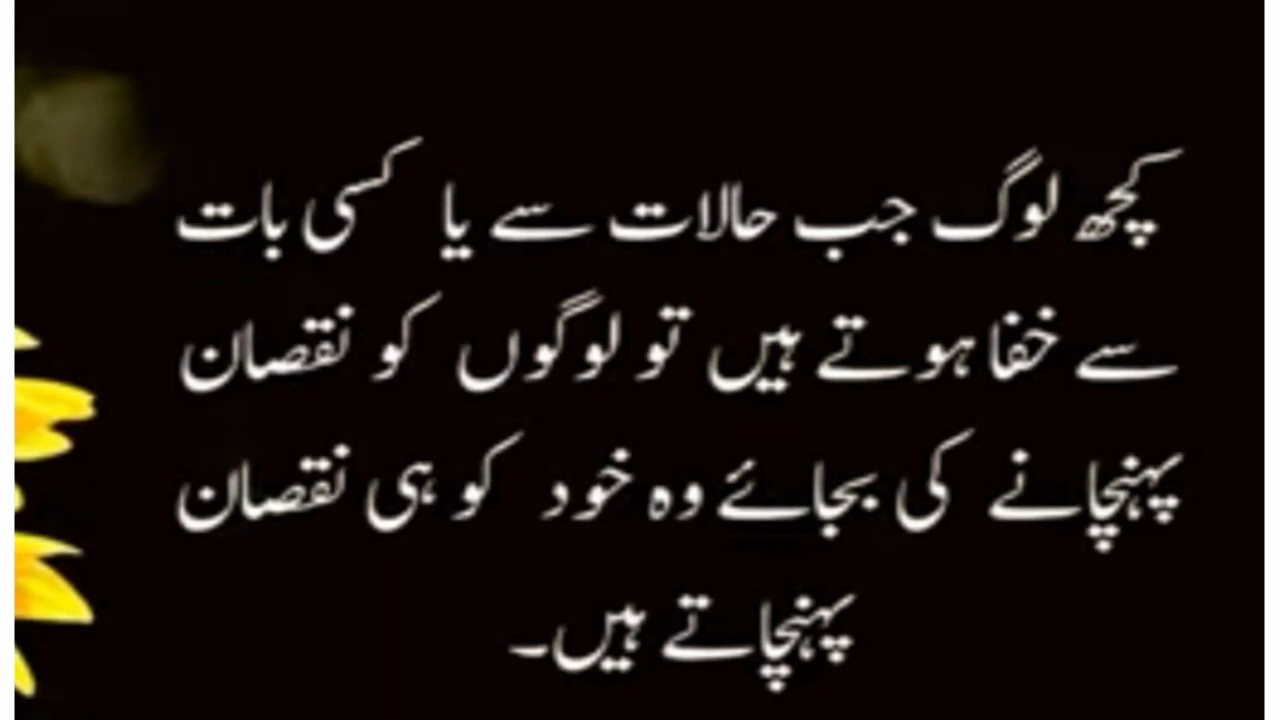 کچھ لوگ جب حالات سے یا کسی بات
سے خفا ہوتے ہیں تو لوگوں کو نقصان
پہنچانے کی بجائے وہ خود کو ہی نقصان
پہنچاتے ہیں۔